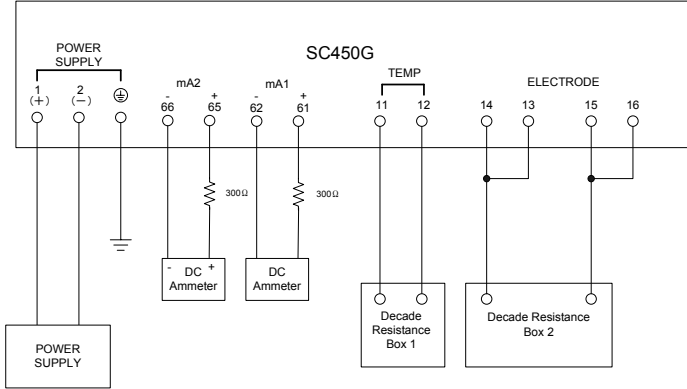 SC450G
POWER
SUPPLY
mA2
mA1
TEMP
ELECTRODE
1
(+)
2
(−)
-
66
+
65
-
62
+
61
11
12
14
13
15
16
300Ω
300Ω
- DC +
Ammeter
DC
Ammeter
Decade
Resistance
Box 1
Decade Resistance
Box 2
POWER
SUPPLY